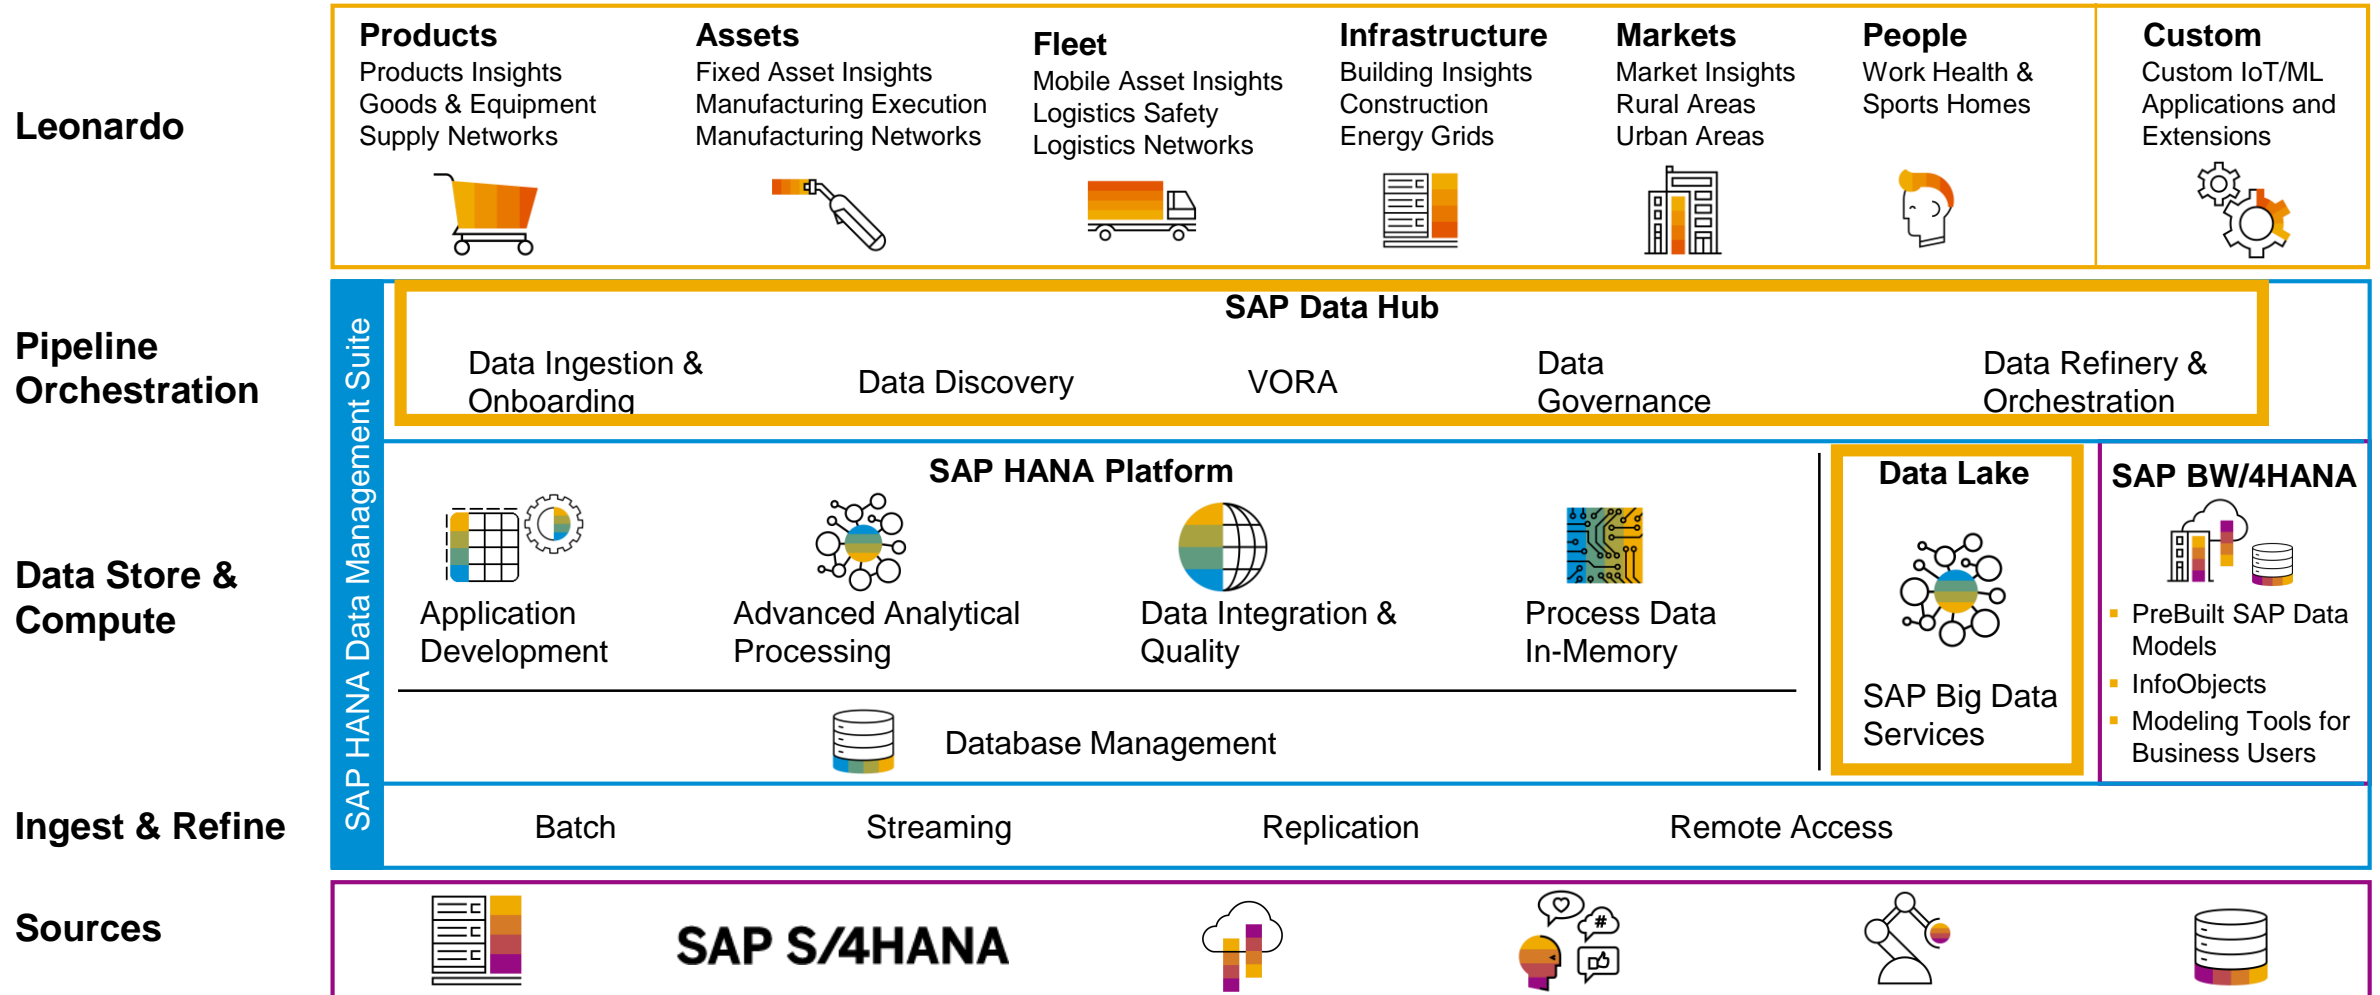 Leonardo
Products
Products Insights
Goods & Equipment
Supply Networks
Assets
Fixed Asset Insights
Manufacturing Execution
Manufacturing Networks
Fleet
Mobile Asset Insights
Logistics Safety
Logistics Networks
Infrastructure
Building Insights
Construction
Energy Grids
Markets
Market Insights
Rural Areas
Urban Areas
People
Work Health &
Sports Homes
Custom
Custom IoT/ML
Applications and
Extensions
SAP HANA Data Management Suite
Pipeline
Orchestration
SAP Data Hub
Data Ingestion &
Onboarding
Data Discovery
VORA
Data
Governance
Data Refinery &
Orchestration
Data Store &
Compute
SAP HANA Platform
Application
Development
Advanced Analytical
Processing
Data Integration &
Quality
Process Data
In-Memory
Database Management
Data Lake
SAP Big Data
Services
SAP BW/4HANA
PreBuilt SAP Data
Models
InfoObjects
Modeling Tools for
Business Users
Ingest & Refine
Batch
Streaming
Replication
Remote Access
Sources
SAP S/4HANA
#